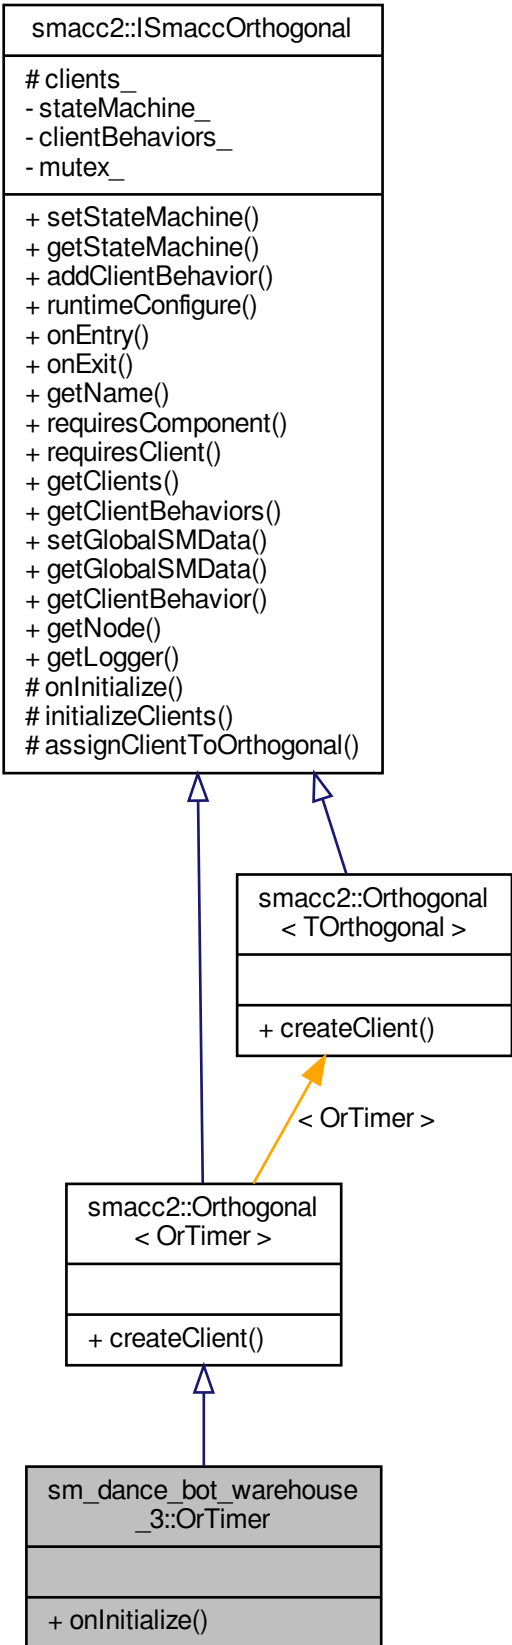 smacc2::ISmaccOrthogonal
# clients_
- stateMachine_
- clientBehaviors_
- mutex_
+ setStateMachine()
+ getStateMachine()
+ addClientBehavior()
+ runtimeConfigure()
+ onEntry()
+ onExit()
+ getName()
+ requiresComponent()
+ requiresClient()
+ getClients()
+ getClientBehaviors()
+ setGlobalSMData()
+ getGlobalSMData()
+ getClientBehavior()
+ getNode()
+ getLogger()
# onInitialize()
# initializeClients()
# assignClientToOrthogonal()
smacc2::Orthogonal
< TOrthogonal >
+ createClient()
< OrTimer >
smacc2::Orthogonal
< OrTimer >
+ createClient()
sm_dance_bot_warehouse
_3::OrTimer
+ onInitialize()